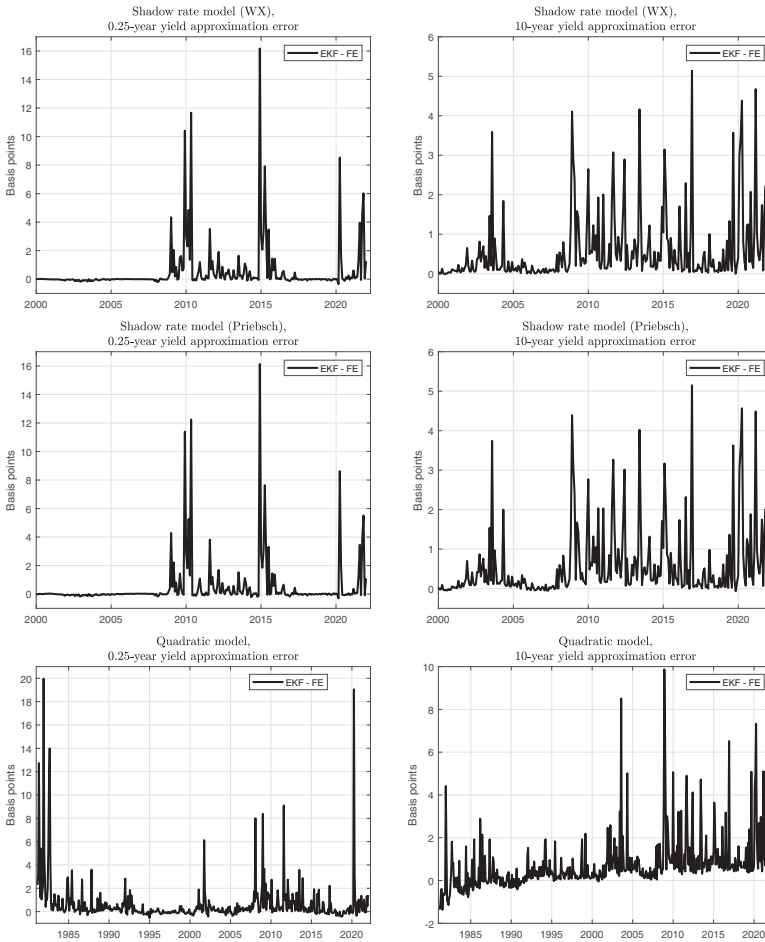 Shadow rate model (WX),
0.25-year yield approximation error
EKF - FE
Basis points
16
14
12
10
8
6
4
2
0
2000 2005 2010 2015 2020
Shadow rate model (WX),
10-year yield approximation error
EKF - FE
Basis points
6
5
4
3
2
1
0
2000 2005 2010 2015 2020
Shadow rate model (Priebsch),
0.25-year yield approximation error
EKF - FE
Basis points
16
14
12
10
8
6
4
2
0
2000 2005 2010 2015 2020
Shadow rate model (Priebsch),
10-year yield approximation error
EKF - FE
Basis points
6
5
4
3
2
1
0
2000 2005 2010 2015 2020
Quadratic model,
0.25-year yield approximation error
EKF - FE
Basis points
20
18
16
14
12
10
8
6
4
2
0
1985 1990 1995 2000 2005 2010 2015 2020
Quadratic model,
10-year yield approximation error
EKF - FE
Basis points
10
8
6
4
2
0
-2
1985 1990 1995 2000 2005 2010 2015 2020